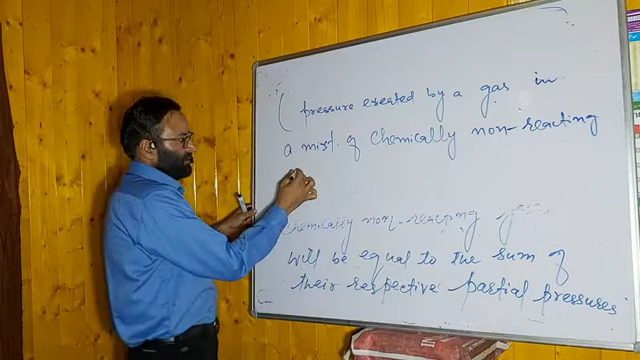 ( pressure exeated by a gas in
a mixt. of chemically non-reacting
chemically non-reacting
will be equal to the sum of
their respective partial pressures